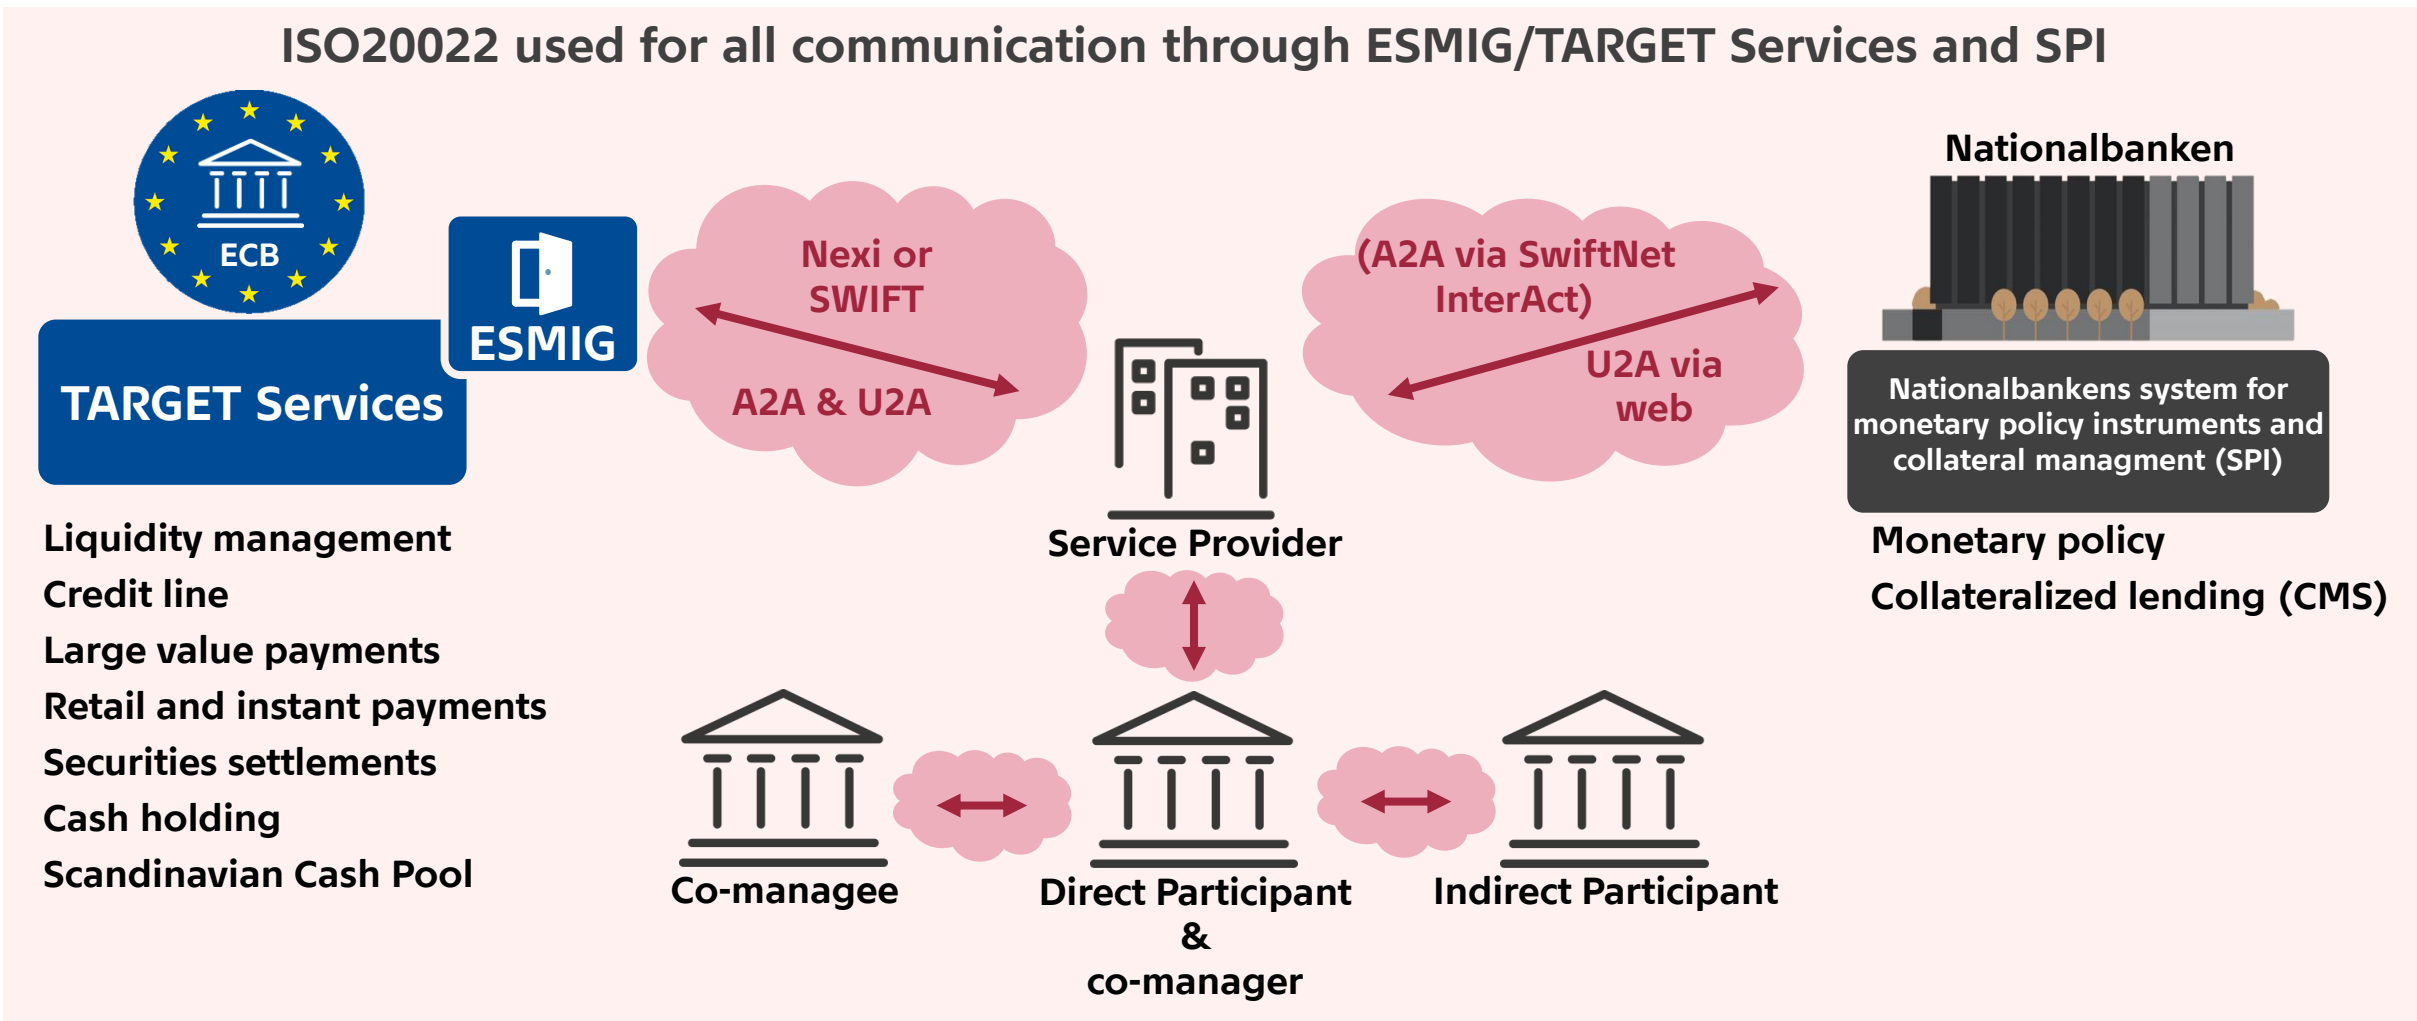 ISO20022 used for all communication through ESMIG/TARGET Services and SPI
ECB
ESMIG
TARGET Services
Liquidity management
Credit line
Large value payments
Retail and instant payments
Securities settlements
Cash holding
Scandinavian Cash Pool
Nexi or
SWIFT
A2A & U2A
Service Provider
(A2A via SwiftNet
InterAct)
U2A via
web
Nationalbanken
Nationalbankens system for
monetary policy instruments and
collateral managment (SPI)
Monetary policy
Collateralized lending (CMS)
Co-managee
Direct Participant
&
co-manager
Indirect Participant